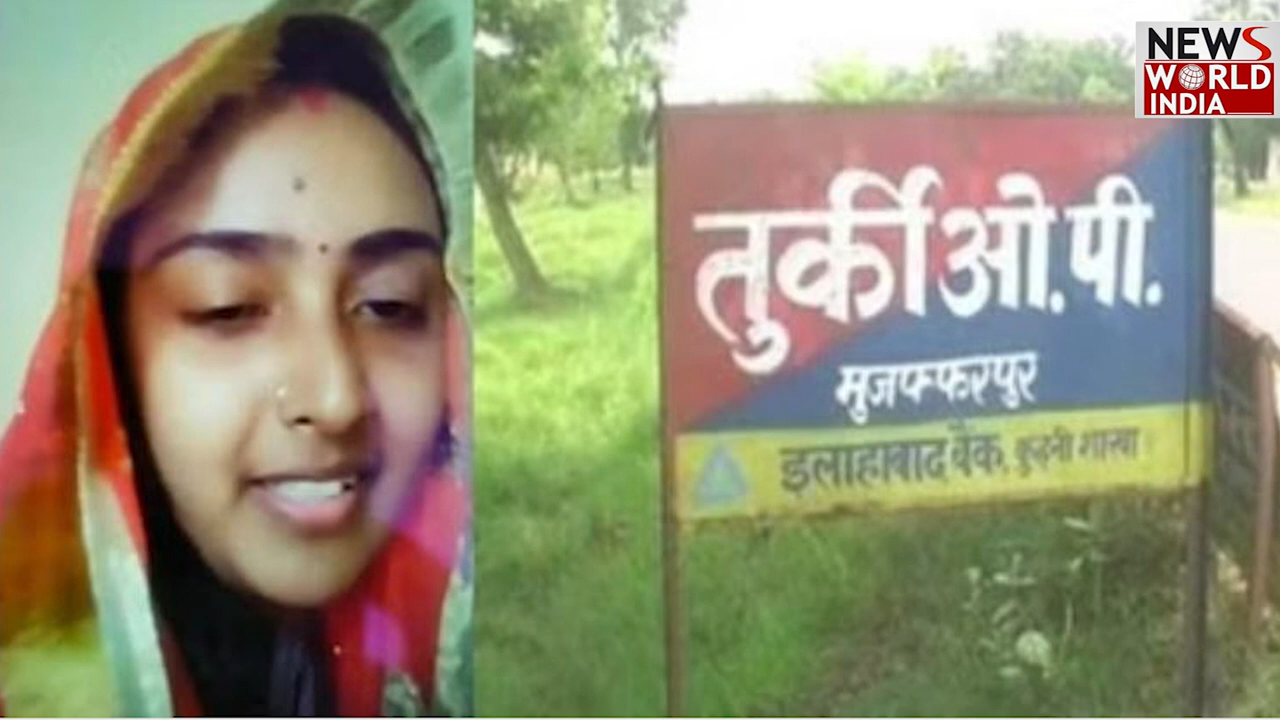 NEWS
WORLD
INDIA
तुर्की ओ.पी.
मुजफ्फरपुर
इलाहाबाद बैंक, कुढ़नी शाखा